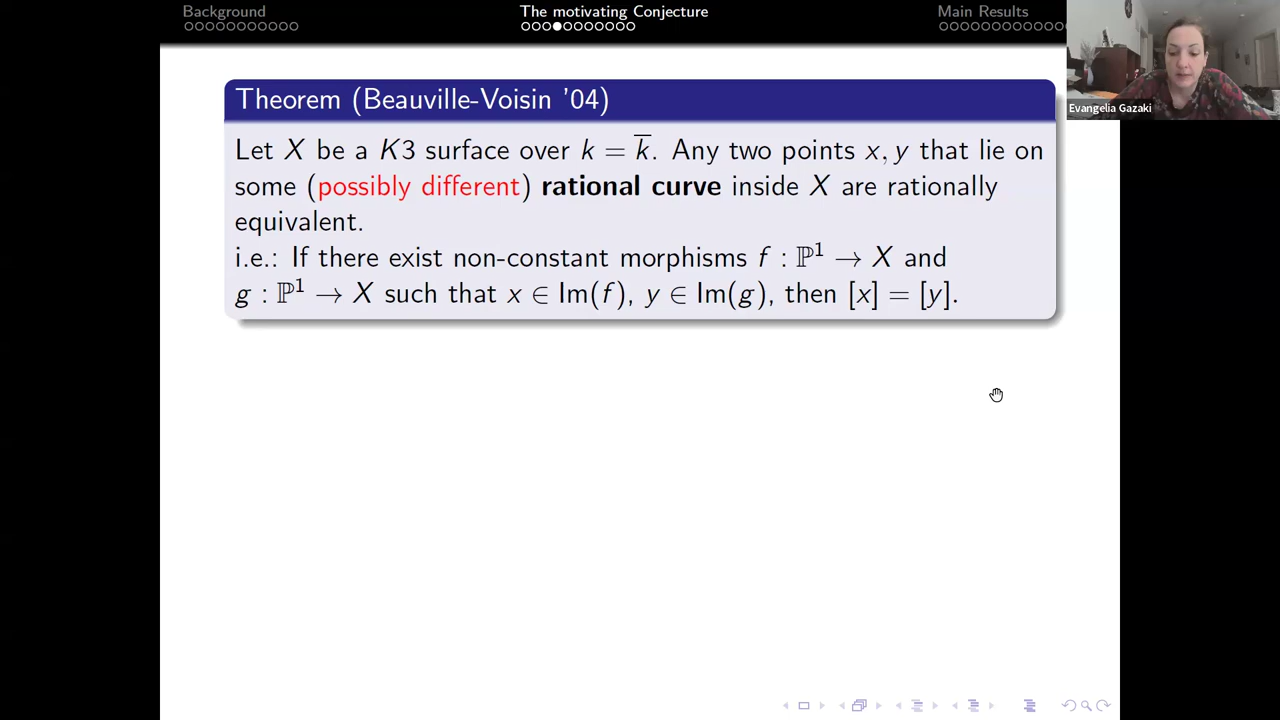 Background
The motivating Conjecture
Main Results
Evangelia Gazaki
Theorem (Beauville-Voisin '04)
Let X be a K3 surface over k = k̅. Any two points x, y that lie on
some (possibly different) rational curve inside X are rationally
equivalent.
i.e.: If there exist non-constant morphisms f : ℙ¹ → X and
g : ℙ¹ → X such that x ∈ Im(f), y ∈ Im(g), then [x] = [y].